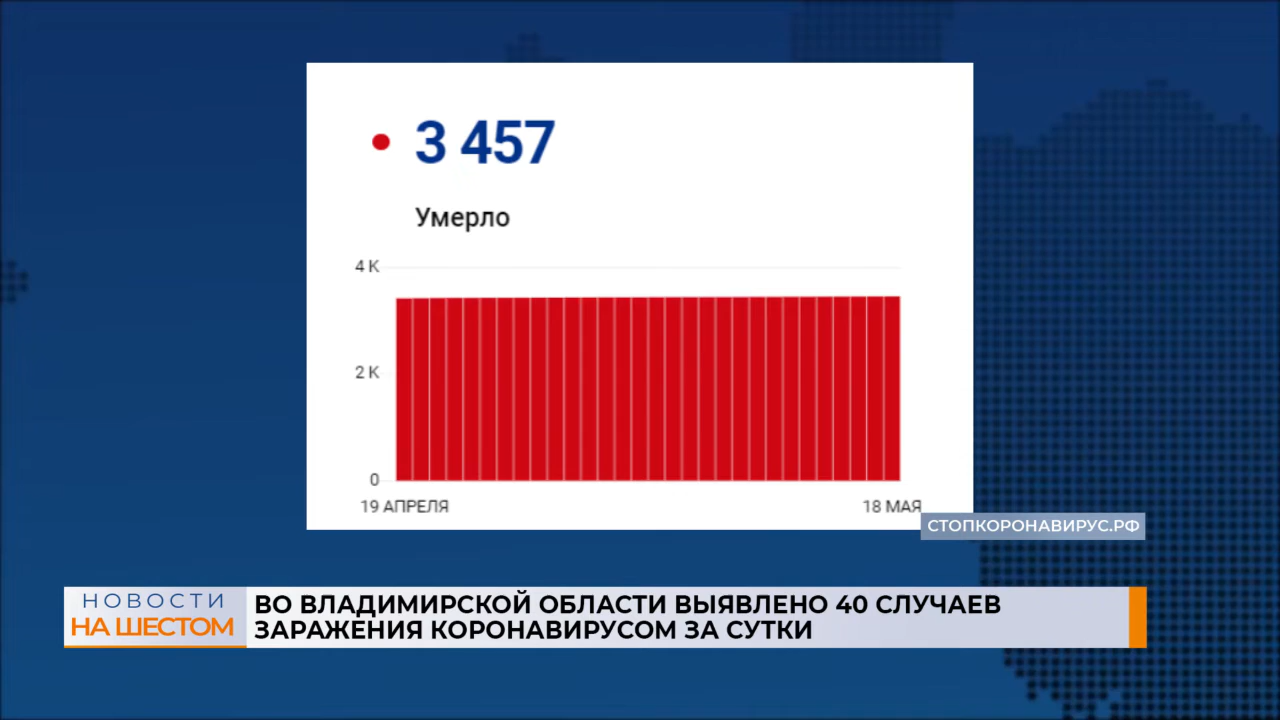 3 457
Умерло
4 K
2 K
0
19 АПРЕЛЯ
18 МАЯ
СТОПКОРОНАВИРУС.РФ
НОВОСТИ
НА ШЕСТОМ
ВО ВЛАДИМИРСКОЙ ОБЛАСТИ ВЫЯВЛЕНО 40 СЛУЧАЕВ
ЗАРАЖЕНИЯ КОРОНАВИРУСОМ ЗА СУТКИ